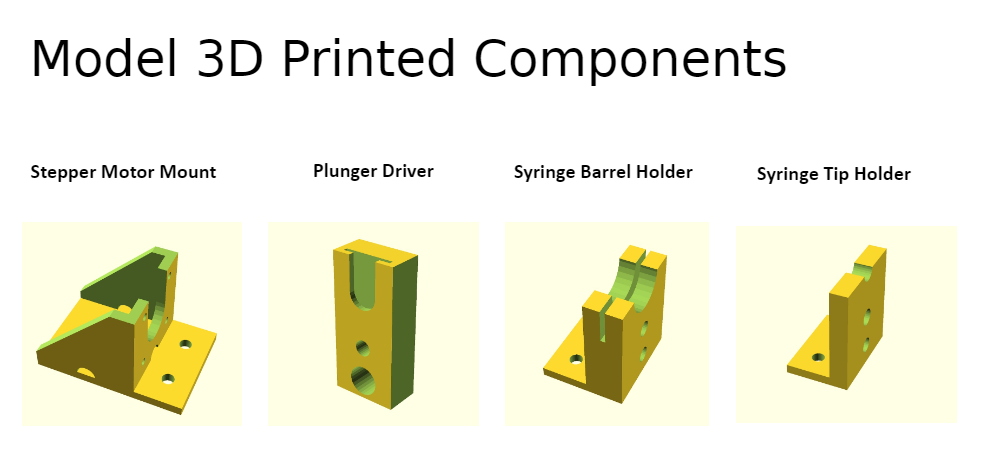 Model 3D Printed Components
Stepper Motor Mount
Plunger Driver
Syringe Barrel Holder
Syringe Tip Holder